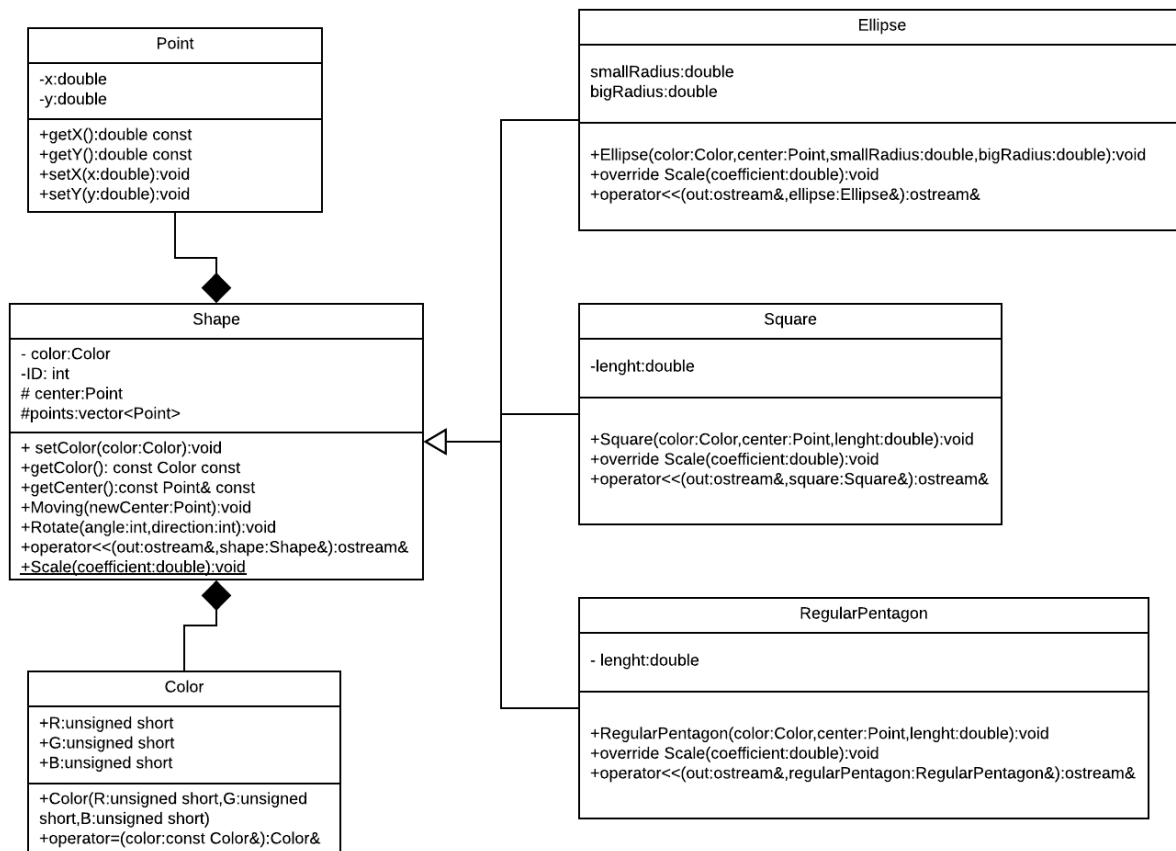 Point
-x:double
-y:double
+getX():double const
+getY():double const
+setX(x:double):void
+setY(y:double):void
Ellipse
smallRadius:double
bigRadius:double
+Ellipse(color:Color,center:Point,smallRadius:double,bigRadius:double):void
+override Scale(coefficient:double):void
+operator<<(out:ostream&,ellipse:Ellipse&):ostream&
Shape
- color:Color
-ID: int
# center:Point
#points:vector<Point>
+ setColor(color:Color):void
+getColor(): const Color const
+getCenter():const Point& const
+Moving(newCenter:Point):void
+Rotate(angle:int,direction:int):void
+operator<<(out:ostream&,shape:Shape&):ostream&
+Scale(coefficient:double):void
Square
-lenght:double
+Square(color:Color,center:Point,lenght:double):void
+override Scale(coefficient:double):void
+operator<<(out:ostream&,square:Square&):ostream&
RegularPentagon
- lenght:double
+RegularPentagon(color:Color,center:Point,lenght:double):void
+override Scale(coefficient:double):void
+operator<<(out:ostream&,regularPentagon:RegularPentagon&):ostream&
Color
+R:unsigned short
+G:unsigned short
+B:unsigned short
+Color(R:unsigned short,G:unsigned
short,B:unsigned short)
+operator=(color:const Color&):Color&